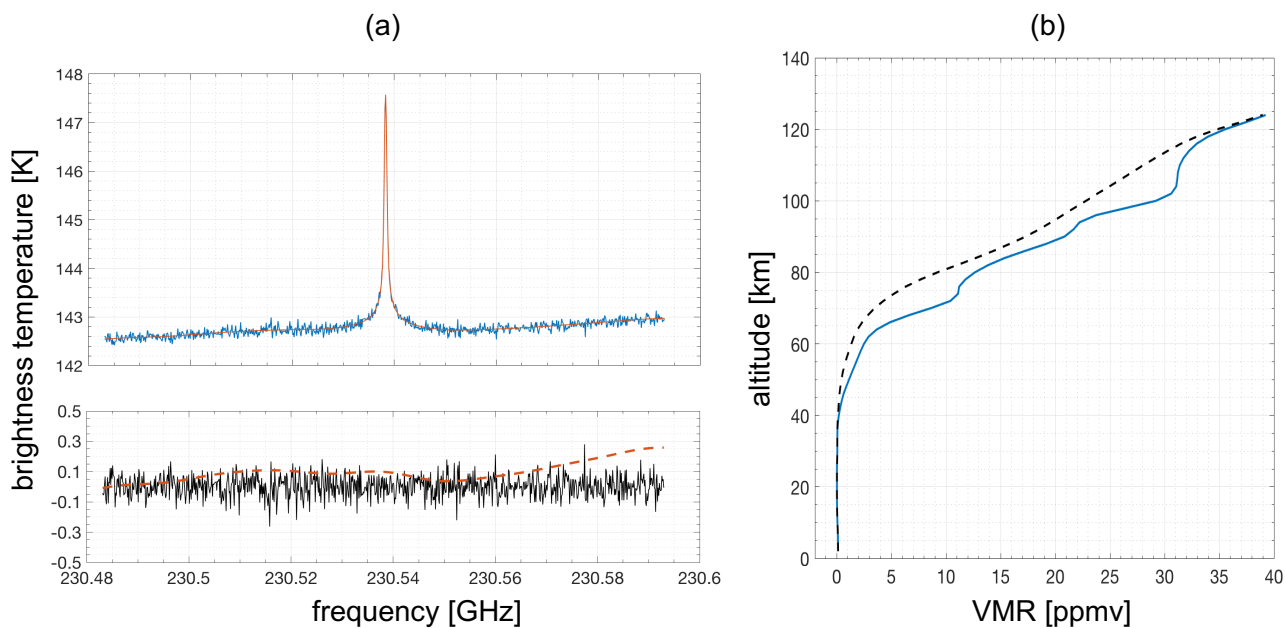 (a)
148
147
146
145
144
143
142
0.5
0.3
0.1
-0.1
-0.3
-0.5
230.48 230.5 230.52 230.54 230.56 230.58 230.6
brightness temperature [K]
frequency [GHz]
(b)
140
120
100
80
60
40
20
0
0 5 10 15 20 25 30 35 40
altitude [km]
VMR [ppmv]